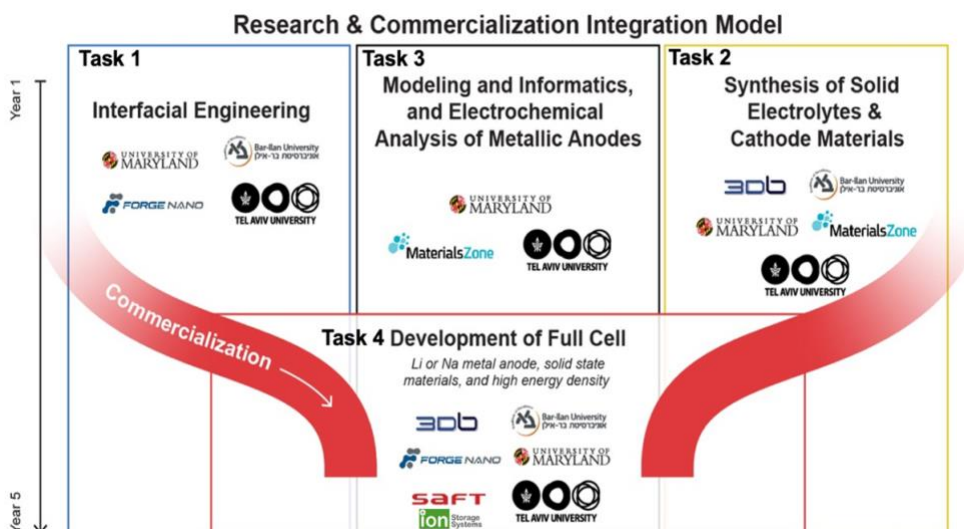 Research & Commercialization Integration Model
Year 1
Year 5
Task 1
Interfacial Engineering
UNIVERSITY OF
MARYLAND
Bar-Ilan University
אוניברסיטת בר-אילן
FORGE NANO
TEL AVIV UNIVERSITY
Task 3
Modeling and Informatics,
and Electrochemical
Analysis of Metallic Anodes
UNIVERSITY OF
MARYLAND
MaterialsZone
TEL AVIV UNIVERSITY
Task 2
Synthesis of Solid
Electrolytes &
Cathode Materials
3Db
Bar-Ilan University
אוניברסיטת בר-אילן
UNIVERSITY OF
MARYLAND
MaterialsZone
TEL AVIV UNIVERSITY
Commercialization
Task 4 Development of Full Cell
Li or Na metal anode, solid state
materials, and high energy density
3Db
Bar-Ilan University
אוניברסיטת בר-אילן
FORGE NANO
UNIVERSITY OF
MARYLAND
SAFT
ion Storage
Systems
TEL AVIV UNIVERSITY